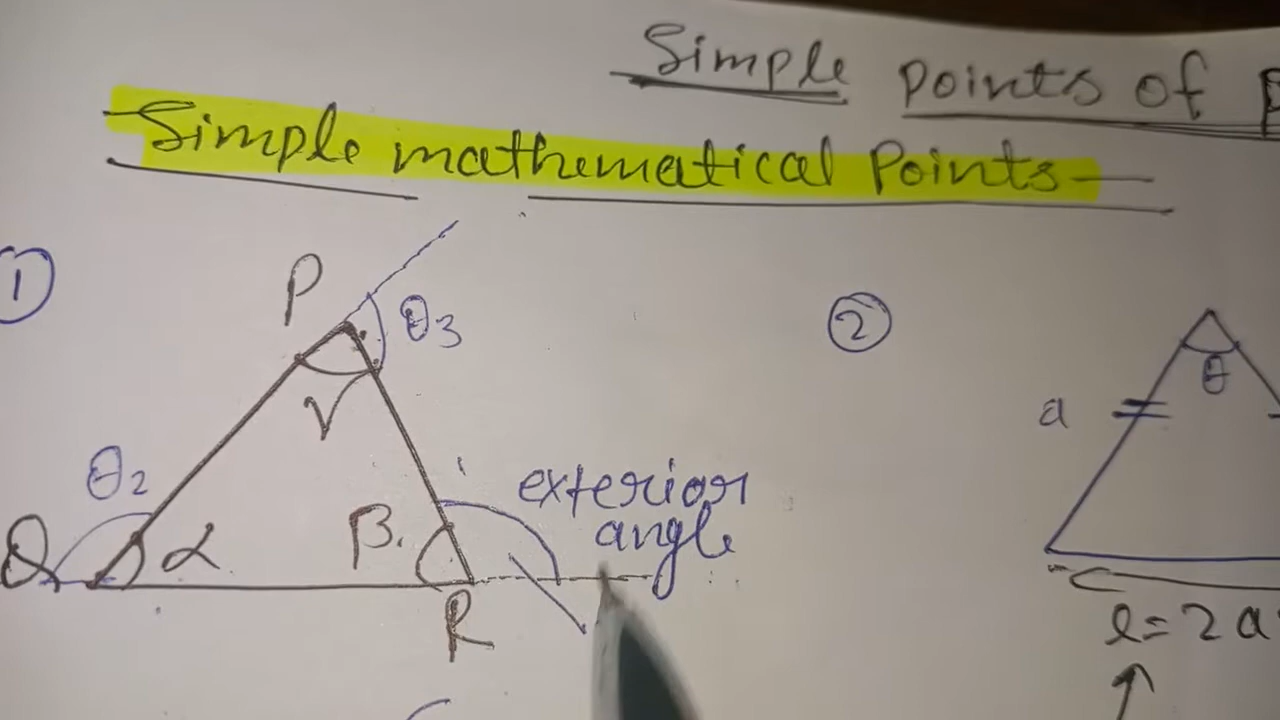 Simple points of
Simple mathematical Points
1
P
θ3
γ
θ2
Q
α
β
R
exterior
angle
2
θ
a
l = 2a